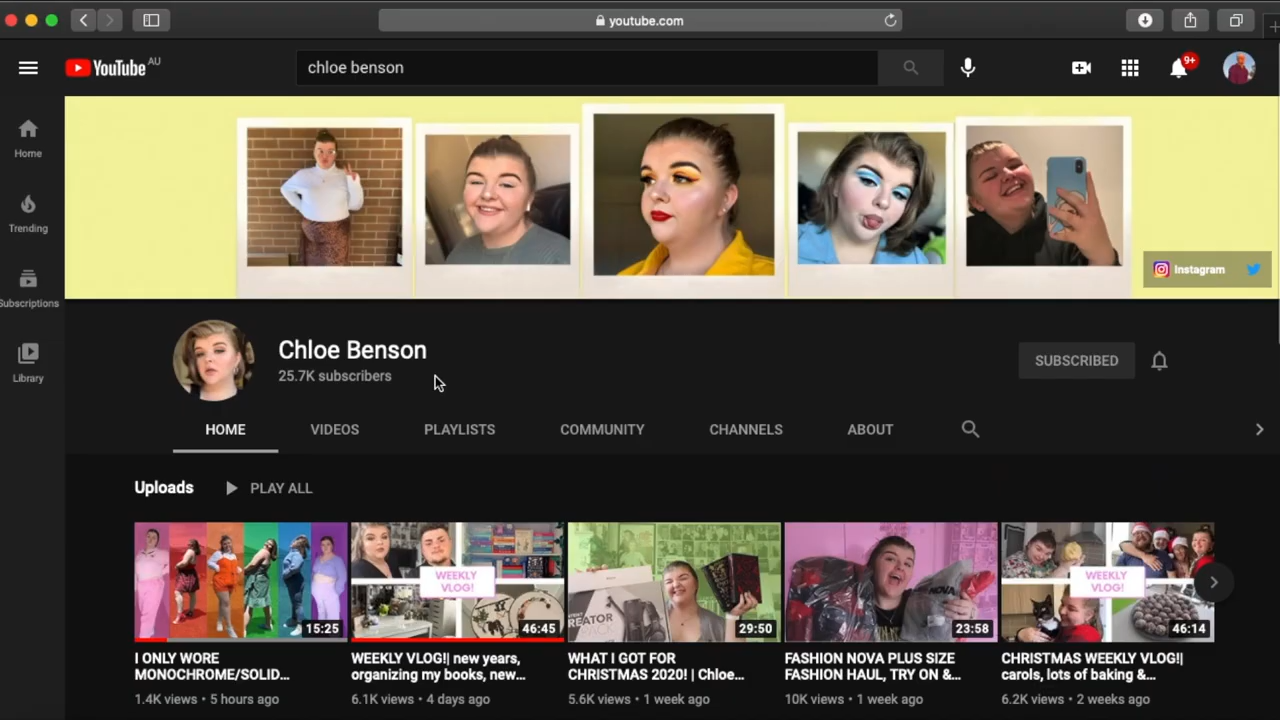 youtube.com
YouTube AU
chloe benson
9+
Home
Trending
Subscriptions
Library
Instagram
Chloe Benson
25.7K subscribers
SUBSCRIBED
HOME
VIDEOS
PLAYLISTS
COMMUNITY
CHANNELS
ABOUT
Uploads
PLAY ALL
15:25
WEEKLY
VLOG!
46:45
29:50
NOVA
23:58
WEEKLY
VLOG!
46:14
I ONLY WORE
MONOCHROME/SOLID...
1.4K views • 5 hours ago
WEEKLY VLOG!| new years,
organizing my books, new...
6.1K views • 4 days ago
WHAT I GOT FOR
CHRISTMAS 2020! | Chloe...
5.6K views • 1 week ago
FASHION NOVA PLUS SIZE
FASHION HAUL, TRY ON &...
10K views • 1 week ago
CHRISTMAS WEEKLY VLOG!|
carols, lots of baking &...
6.2K views • 2 weeks ago